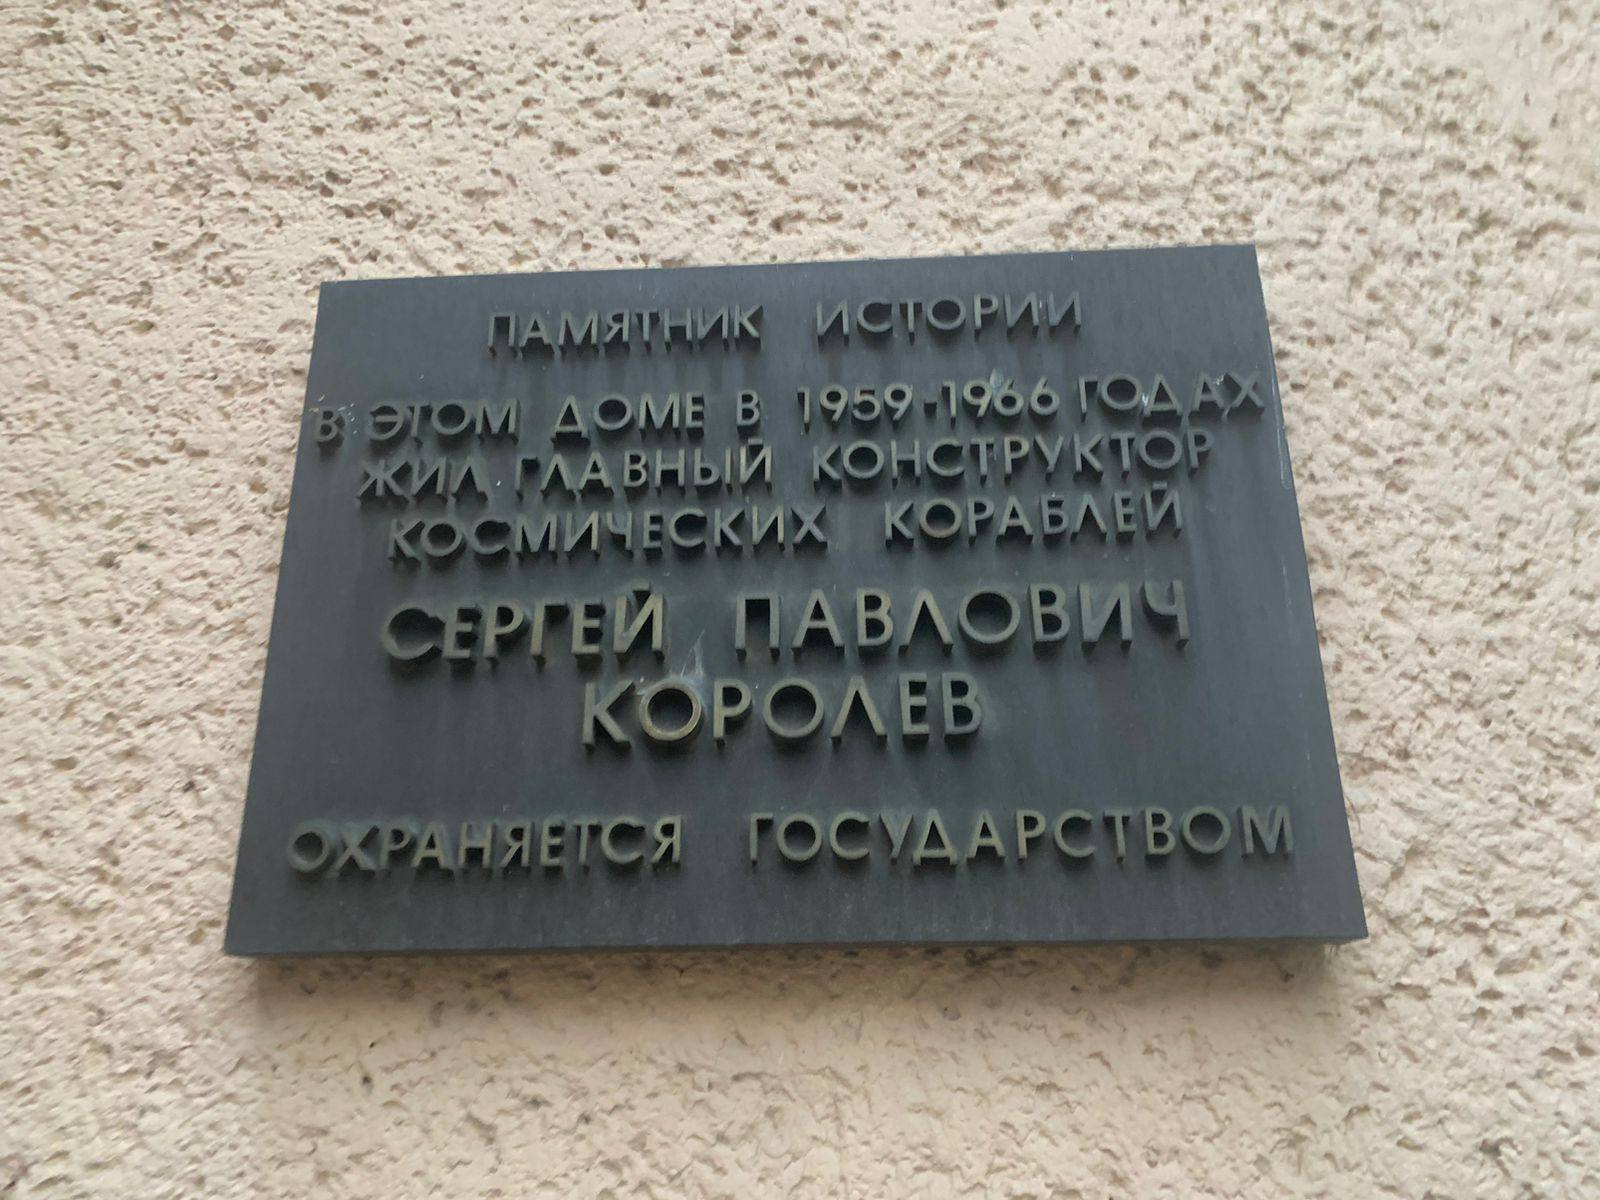 ПАМЯТНИК ИСТОРИИ
В ЭТОМ ДОМЕ В 1959-1966 ГОДАХ
ЖИЛ ГЛАВНЫЙ КОНСТРУКТОР
КОСМИЧЕСКИХ КОРАБЛЕЙ
СЕРГЕЙ ПАВЛОВИЧ
КОРОЛЕВ
ОХРАНЯЕТСЯ ГОСУДАРСТВОМ